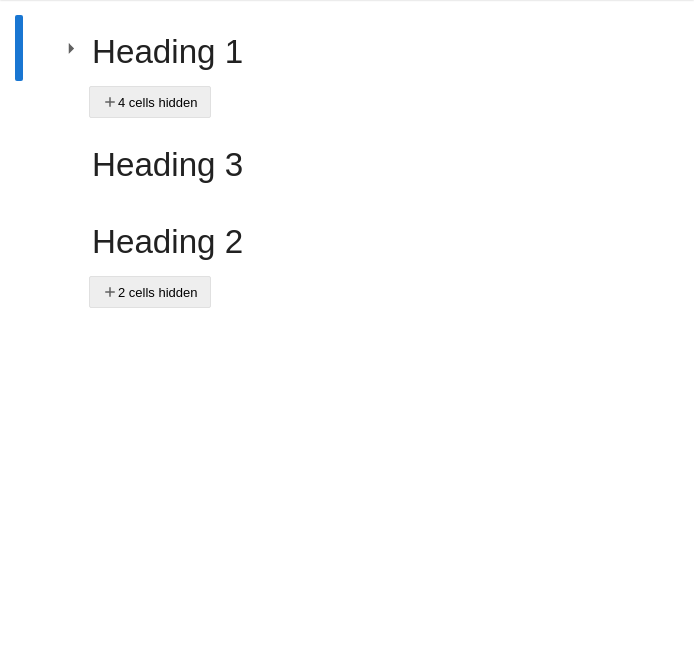 Heading 1
4 cells hidden
Heading 3
Heading 2
2 cells hidden